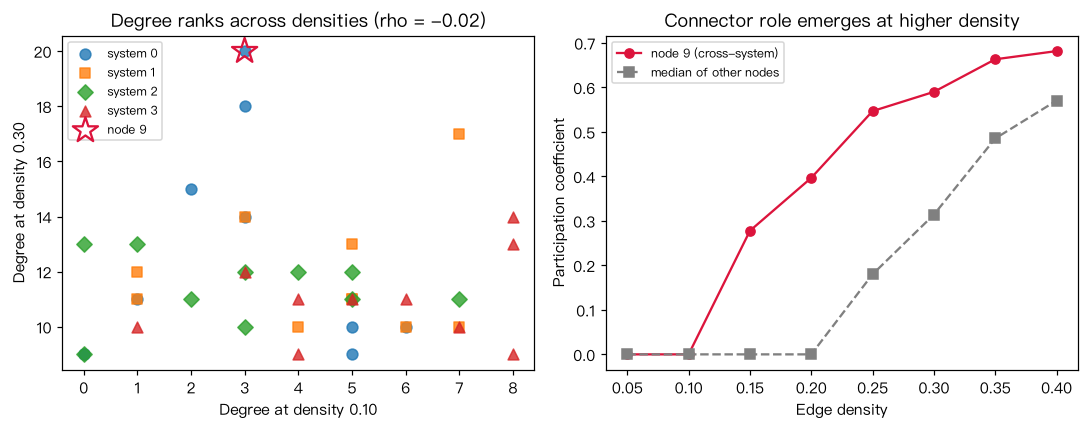 Degree ranks across densities (rho = −0.02)
system 0
system 1
system 2
system 3
node 9
20
18
16
14
12
10
Degree at density 0.30
0 1 2 3 4 5 6 7 8
Degree at density 0.10
Connector role emerges at higher density
node 9 (cross−system)
median of other nodes
0.7
0.6
0.5
0.4
0.3
0.2
0.1
0.0
Participation coefficient
0.05 0.10 0.15 0.20 0.25 0.30 0.35 0.40
Edge density